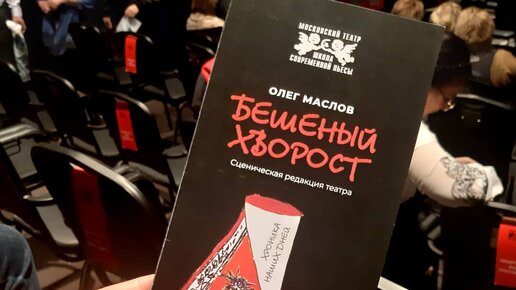 МОСКОВСКИЙ ТЕАТР
ШКОЛА
СОВРЕМЕННОЙ ПЬЕСЫ
ОЛЕГ МАСЛОВ
БЕШЕНЫЙ
ХВОРОСТ
Сценическая редакция театра
ХРОНИКА
НАШИХ ДНЕЙ